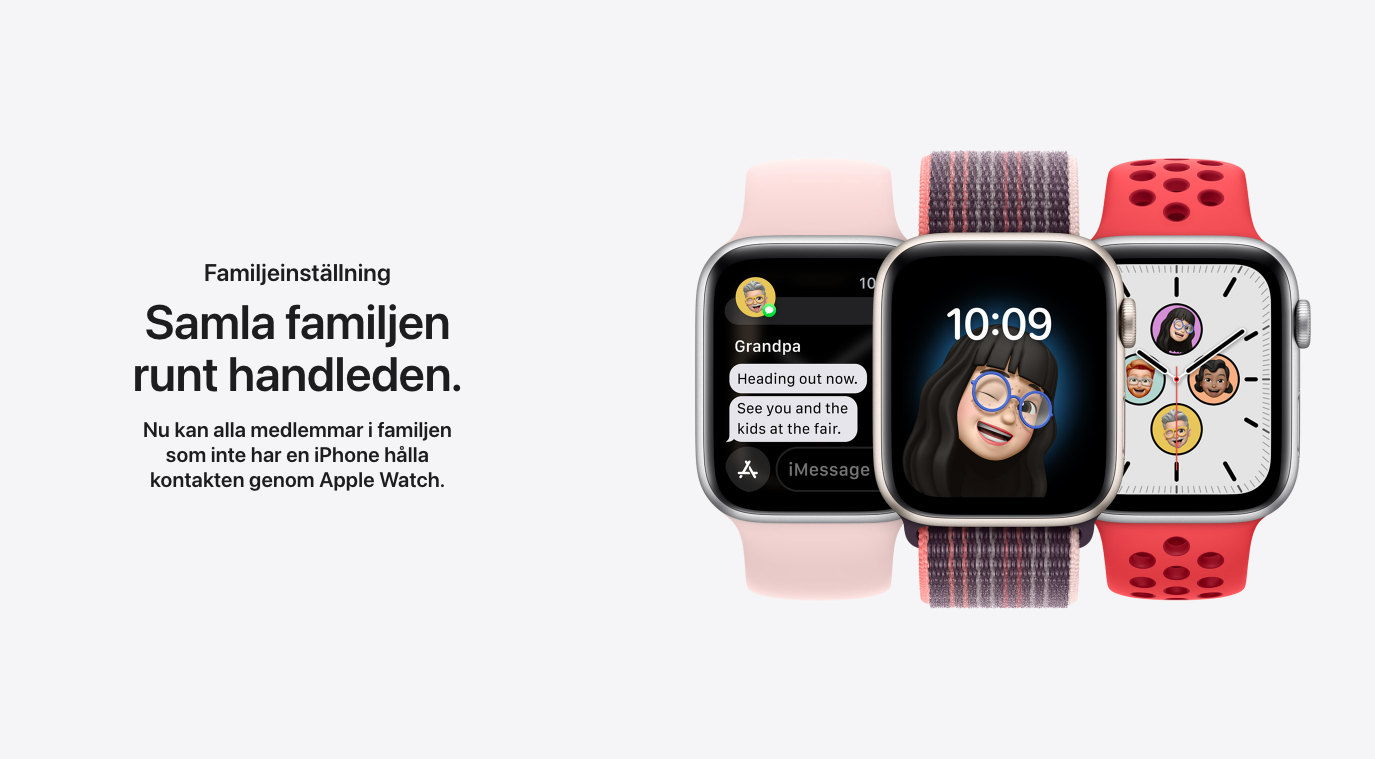 Familjeinställning
Samla familjen
runt handleden.
Nu kan alla medlemmar i familjen
som inte har en iPhone hålla
kontakten genom Apple Watch.
10
Grandpa
Heading out now.
See you and the
kids at the fair.
iMessage
10:09